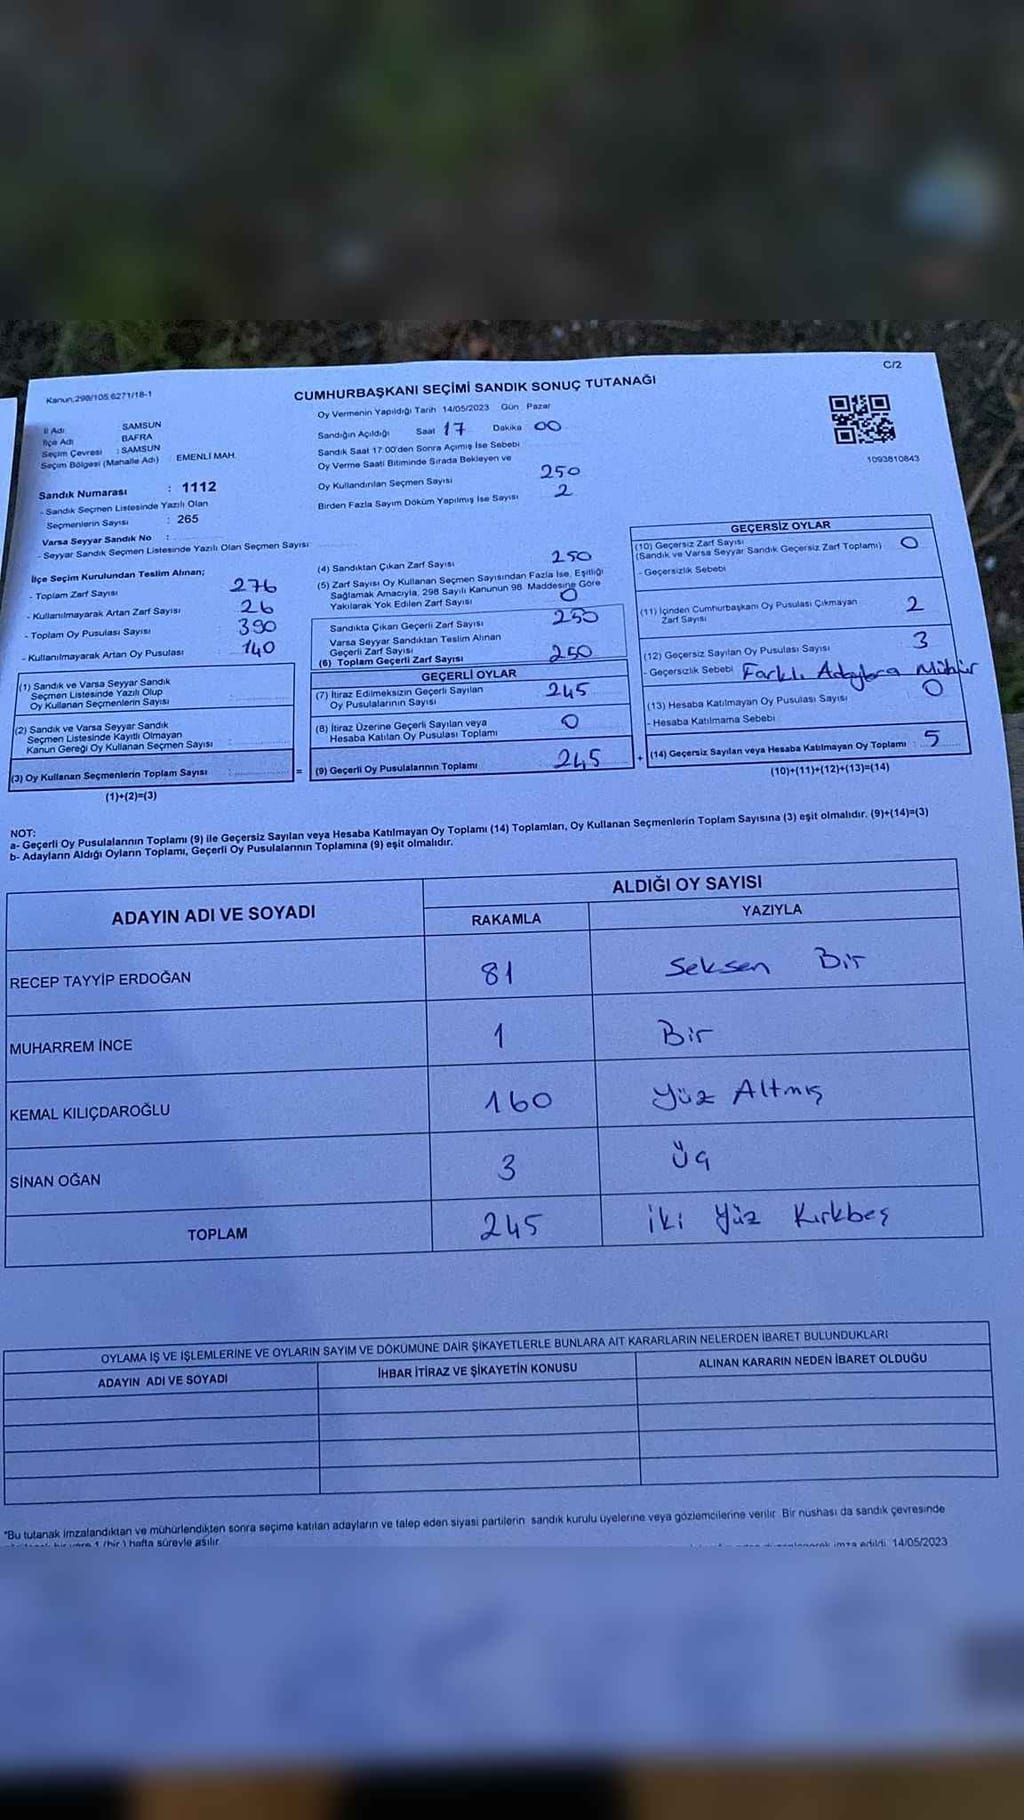 C/2
Kanun.298/105.6271/18-1
CUMHURBAŞKANI SEÇİMİ SANDIK SONUÇ TUTANAĞI
İl Adı SAMSUN
İlçe Adı BAFRA
Seçim Çevresi : SAMSUN
Seçim Bölgesi (Mahalle Adı) EMENLİ MAH.
Sandık Numarası : 1112
- Sandık Seçmen Listesinde Yazılı Olan
Seçmenlerin Sayısı : 265
Varsa Seyyar Sandık No :
- Seyyar Sandık Seçmen Listesinde Yazılı Olan Seçmen Sayısı
İlçe Seçim Kurulundan Teslim Alınan;
- Toplam Zarf Sayısı 276
- Kullanılmayarak Artan Zarf Sayısı 26
- Toplam Oy Pusulası Sayısı 390
- Kullanılmayarak Artan Oy Pusulası 140
Oy Vermenin Yapıldığı Tarih 14/05/2023 Gün Pazar
Sandığın Açıldığı Saat 17 Dakika 00
Sandık Saat 17:00'den Sonra Açımış İse Sebebi
Oy Verme Saati Bitiminde Sırada Bekleyen ve
Oy Kullandırılan Seçmen Sayısı 250
Birden Fazla Sayım Döküm Yapılmış İse Sayısı 2
(4) Sandıktan Çıkan Zarf Sayısı 250
(5) Zarf Sayısı Oy Kullanan Seçmen Sayısından Fazla İse, Eşitliği
Sağlamak Amacıyla, 298 Sayılı Kanunun 98. Maddesine Göre
Yakılarak Yok Edilen Zarf Sayısı 0
Sandıkta Çıkan Geçerli Zarf Sayısı 250
Varsa Seyyar Sandıktan Teslim Alınan
Geçerli Zarf Sayısı
(6) Toplam Geçerli Zarf Sayısı 250
1093810843
GEÇERSİZ OYLAR
(10) Geçersiz Zarf Sayısı 0
(Sandık ve Varsa Seyyar Sandık Geçersiz Zarf Toplamı)
- Geçersizlik Sebebi
(11) İçinden Cumhurbaşkanı Oy Pusulası Çıkmayan
Zarf Sayısı 2
(12) Geçersiz Sayılan Oy Pusulası Sayısı 3
- Geçersizlik Sebebi Farklı Adaylara Mühür
(13) Hesaba Katılmayan Oy Pusulası Sayısı 0
- Hesaba Katılmama Sebebi
(14) Geçersiz Sayılan veya Hesaba Katılmayan Oy Toplamı : 5
(10)+(11)+(12)+(13)=(14)
(1) Sandık ve Varsa Seyyar Sandık
Seçmen Listesinde Yazılı Olup
Oy Kullanan Seçmenlerin Sayısı
(2) Sandık ve Varsa Seyyar Sandık
Seçmen Listesinde Kayıtlı Olmayan
Kanun Gereği Oy Kullanan Seçmen Sayısı
(3) Oy Kullanan Seçmenlerin Toplam Sayısı : =
(1)+(2)=(3)
GEÇERLİ OYLAR
(7) İtiraz Edilmeksizin Geçerli Sayılan
Oy Pusulalarının Sayısı 245
(8) İtiraz Üzerine Geçerli Sayılan veya
Hesaba Katılan Oy Pusulası Toplamı 0
(9) Geçerli Oy Pusulalarının Toplamı 245 +
NOT:
a- Geçerli Oy Pusulalarının Toplamı (9) ile Geçersiz Sayılan veya Hesaba Katılmayan Oy Toplamı (14) Toplamları, Oy Kullanan Seçmenlerin Toplam Sayısına (3) eşit olmalıdır. (9)+(14)=(3)
b- Adayların Aldığı Oyların Toplamı, Geçerli Oy Pusulalarının Toplamına (9) eşit olmalıdır.
ADAYIN ADI VE SOYADI ALDIĞI OY SAYISI
RAKAMLA YAZIYLA
RECEP TAYYİP ERDOĞAN 81 Seksen Bir
MUHARREM İNCE 1 Bir
KEMAL KILIÇDAROĞLU 160 Yüz Altmış
SİNAN OĞAN 3 Üç
TOPLAM 245 İki Yüz Kırkbeş
OYLAMA İŞ VE İŞLEMLERİNE VE OYLARIN SAYIM VE DÖKÜMÜNE DAİR ŞİKAYETLERLE BUNLARA AİT KARARLARIN NELERDEN İBARET BULUNDUKLARI
ADAYIN ADI VE SOYADI İHBAR İTİRAZ VE ŞİKAYETİN KONUSU ALINAN KARARIN NEDEN İBARET OLDUĞU
*Bu tutanak imzalandıktan ve mühürlendikten sonra seçime katılan adayların ve talep eden siyasi partilerin sandık kurulu üyelerine veya gözlemcilerine verilir. Bir nüshası da sandık çevresinde
1 (bir) hafta süreyle asılır. imza edildi. 14/05/2023